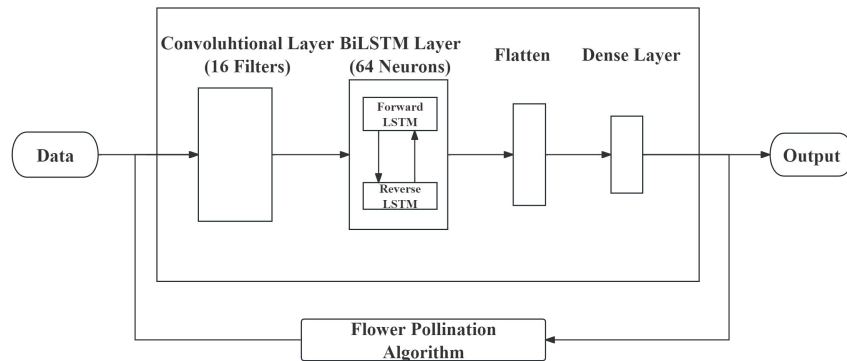 Convoluhtional Layer
(16 Filters)
BiLSTM Layer
(64 Neurons)
Flatten
Dense Layer
Data
Forward
LSTM
Reverse
LSTM
Output
Flower Pollination
Algorithm